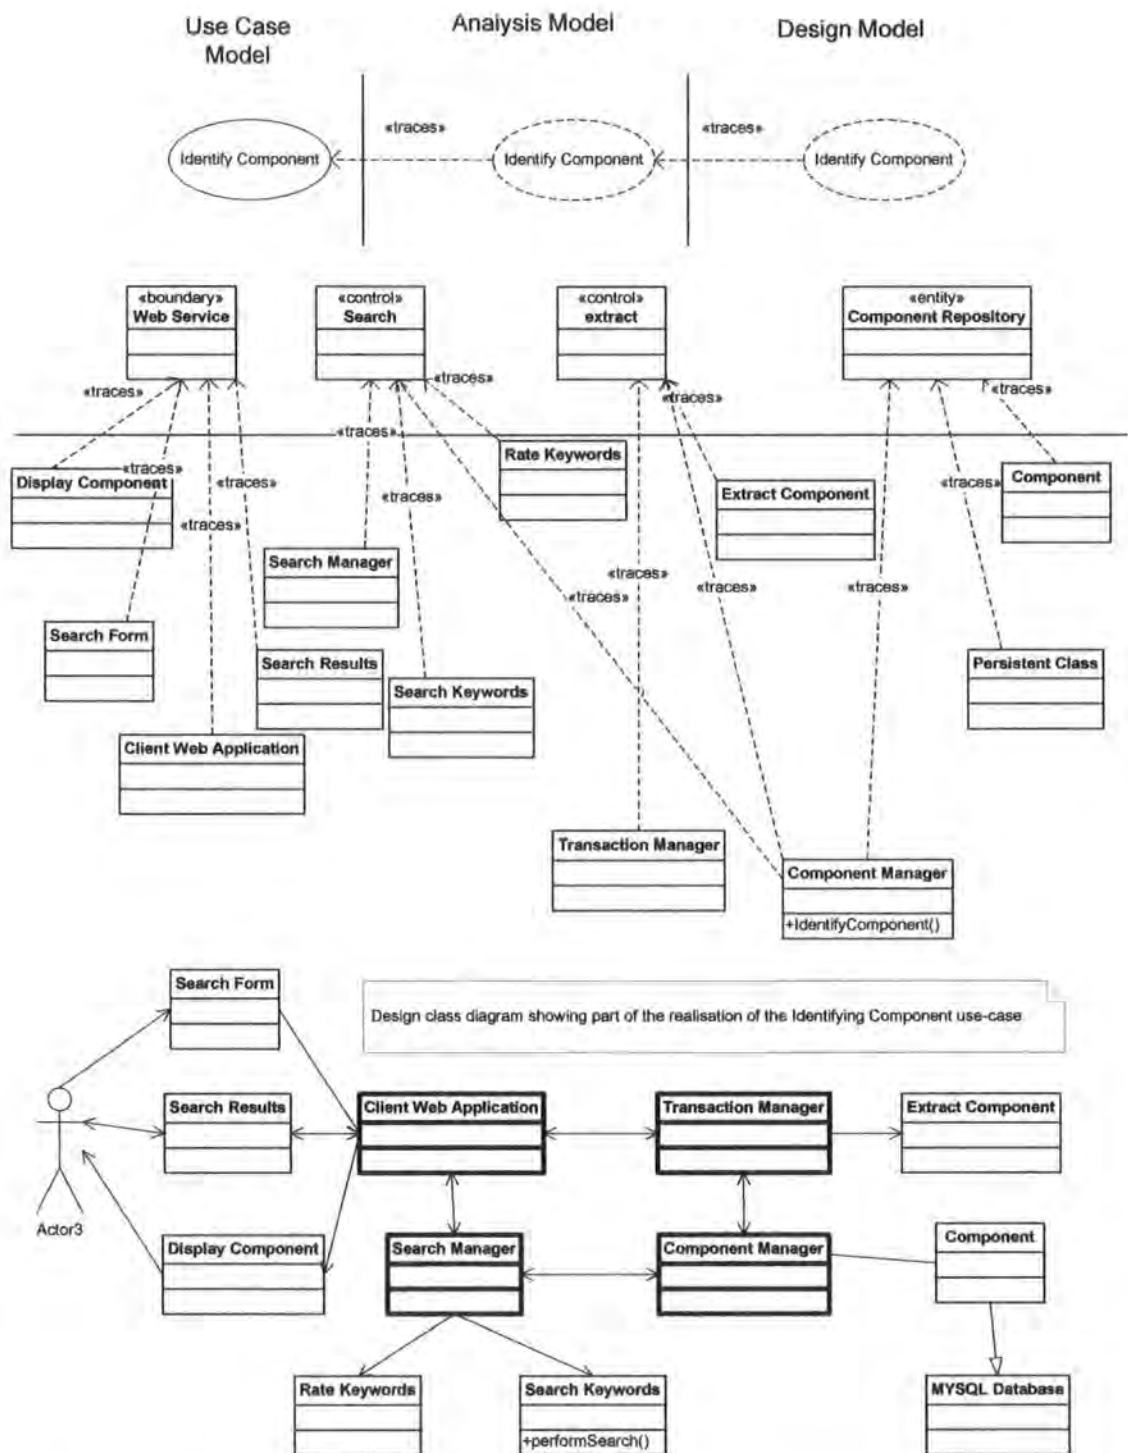 Use Case
Model
Analysis Model
Design Model
«traces»
«traces»
Identify Component
Identify Component
Identify Component
«boundary»
Web Service
«control»
Search
«control»
extract
«entity»
Component Repository
«traces»
«traces»
«traces»
«traces»
«traces»
Rate Keywords
«traces»
Display Component
«traces»
Component
«traces»
Extract Component
«traces»
«traces»
Search Manager
«traces»
«traces»
«traces»
«traces»
Search Form
Search Results
Search Keywords
Persistent Class
Client Web Application
Transaction Manager
Component Manager
+IdentifyComponent()
Search Form
Design class diagram showing part of the realisation of the Identifying Component use-case
Search Results
Client Web Application
Transaction Manager
Extract Component
Actor3
Display Component
Search Manager
Component Manager
Component
Rate Keywords
Search Keywords
+performSearch()
MYSQL Database